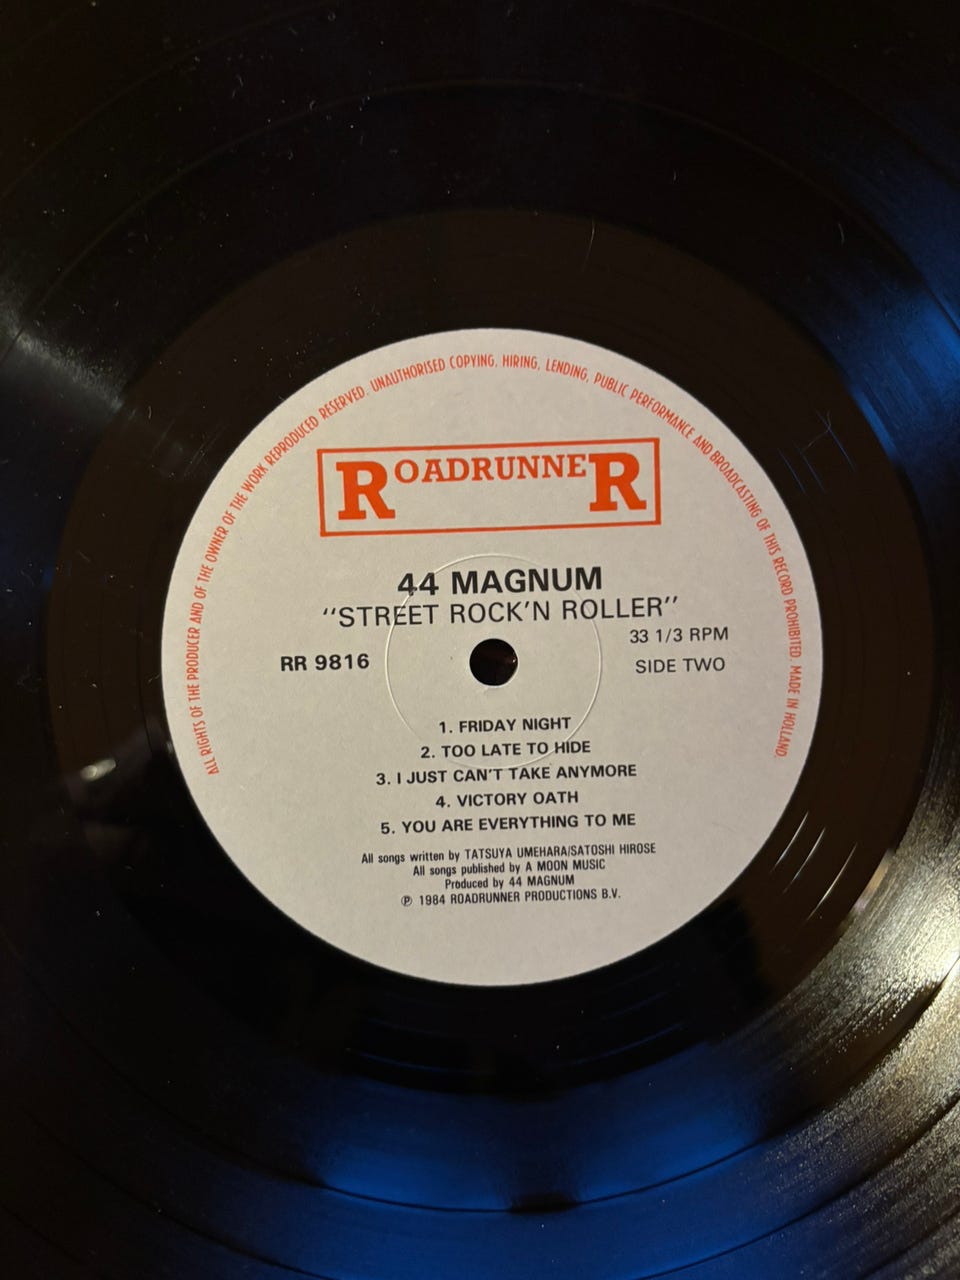 ALL RIGHTS OF THE PRODUCER AND OF THE OWNER OF THE WORK REPRODUCED RESERVED. UNAUTHORISED COPYING, HIRING, LENDING, PUBLIC PERFORMANCE AND BROADCASTING OF THIS RECORD PROHIBITED. MADE IN HOLLAND.
ROADRUNNER
44 MAGNUM
"STREET ROCK'N ROLLER"
33 1/3 RPM
RR 9816
SIDE TWO
1. FRIDAY NIGHT
2. TOO LATE TO HIDE
3. I JUST CAN'T TAKE ANYMORE
4. VICTORY OATH
5. YOU ARE EVERYTHING TO ME
All songs written by TATSUYA UMEHARA/SATOSHI HIROSE
All songs published by A MOON MUSIC
Produced by 44 MAGNUM
℗ 1984 ROADRUNNER PRODUCTIONS B.V.